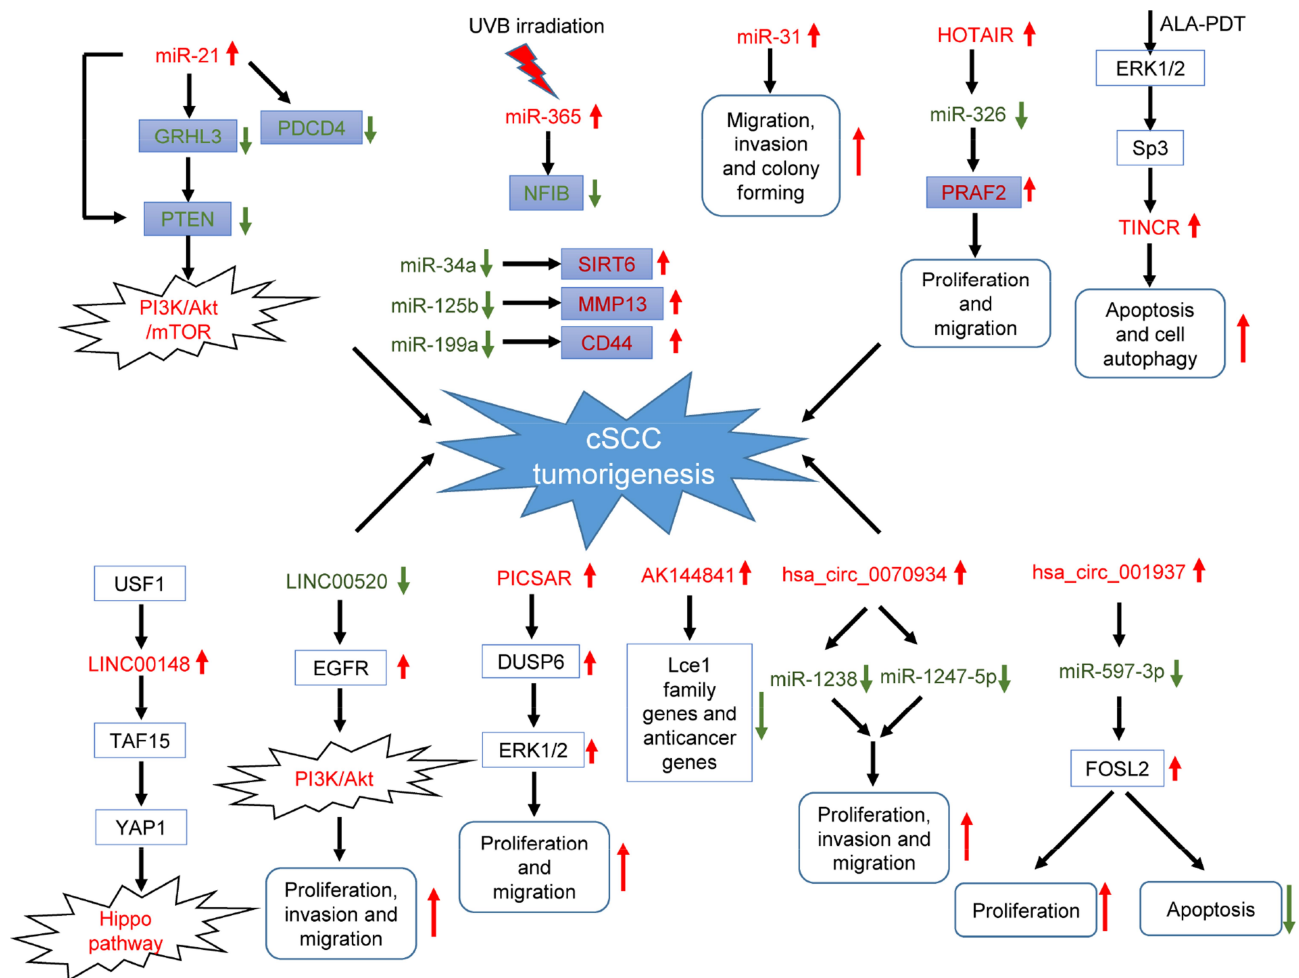 miR-21
GRHL3
PDCD4
PTEN
PI3K/Akt
/mTOR
UVB irradiation
miR-365
NFIB
miR-34a
SIRT6
miR-125b
MMP13
miR-199a
CD44
miR-31
Migration,
invasion
and colony
forming
HOTAIR
miR-326
PRAF2
Proliferation
and
migration
ALA-PDT
ERK1/2
Sp3
TINCR
Apoptosis
and cell
autophagy
cSCC
tumorigenesis
USF1
LINC00148
TAF15
YAP1
Hippo
pathway
LINC00520
EGFR
PI3K/Akt
Proliferation,
invasion and
migration
PICSAR
DUSP6
ERK1/2
Proliferation
and
migration
AK144841
Lce1
family
genes and
anticancer
genes
hsa_circ_0070934
miR-1238
miR-1247-5p
Proliferation,
invasion and
migration
hsa_circ_001937
miR-597-3p
FOSL2
Proliferation
Apoptosis